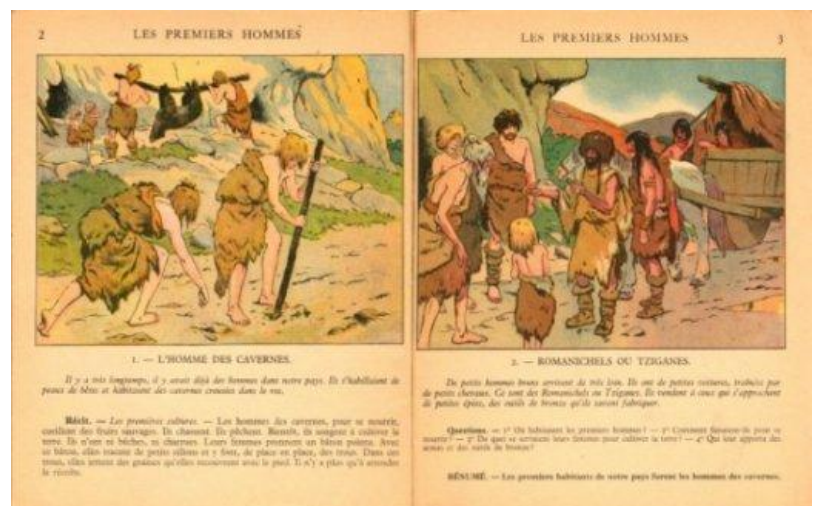 2
LES PREMIERS HOMMES
1. — L'HOMME DES CAVERNES.
Il y a très longtemps, il y avait déjà des hommes dans notre pays. Ils s'habillaient de
peaux de bêtes et habitaient des cavernes creusées dans le roc.
Récit. — Les premières cultures. — Les hommes des cavernes, pour se nourrir,
cueillent des fruits sauvages. Ils chassent. Ils pêchent. Bientôt, ils songent à cultiver la
terre. Ils n'ont ni bêches, ni charrues. Leurs femmes prennent un bâton pointu. Avec
ce bâton, elles tracent de petits sillons et y font, de place en place, des trous. Dans ces
trous, elles jettent des graines qu'elles recouvrent avec le pied. Il n'y a plus qu'à attendre
la récolte.
LES PREMIERS HOMMES
3
2. — ROMANICHELS OU TZIGANES.
De petits hommes bruns arrivent de très loin. Ils ont de petites voitures, traînées par
de petits chevaux. Ce sont des Romanichels ou Tziganes. Ils vendent à ceux qui s'approchent
de petites épées, des outils de bronze qu'ils savent fabriquer.
Questions. — 1° Où habitaient les premiers hommes ? — 2° Comment faisaient-ils pour se
nourrir ? — 3° De quoi se servaient leurs femmes pour cultiver la terre ? — 4° Qui leur apporta des
armes et des outils de bronze ?
RÉSUMÉ. — Les premiers habitants de notre pays furent les hommes des cavernes.